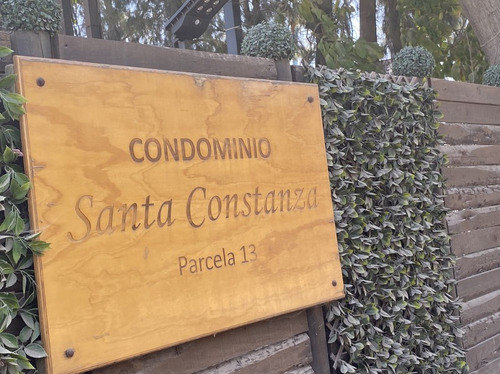 CONDOMINIO
Santa Constanza
Parcela 13